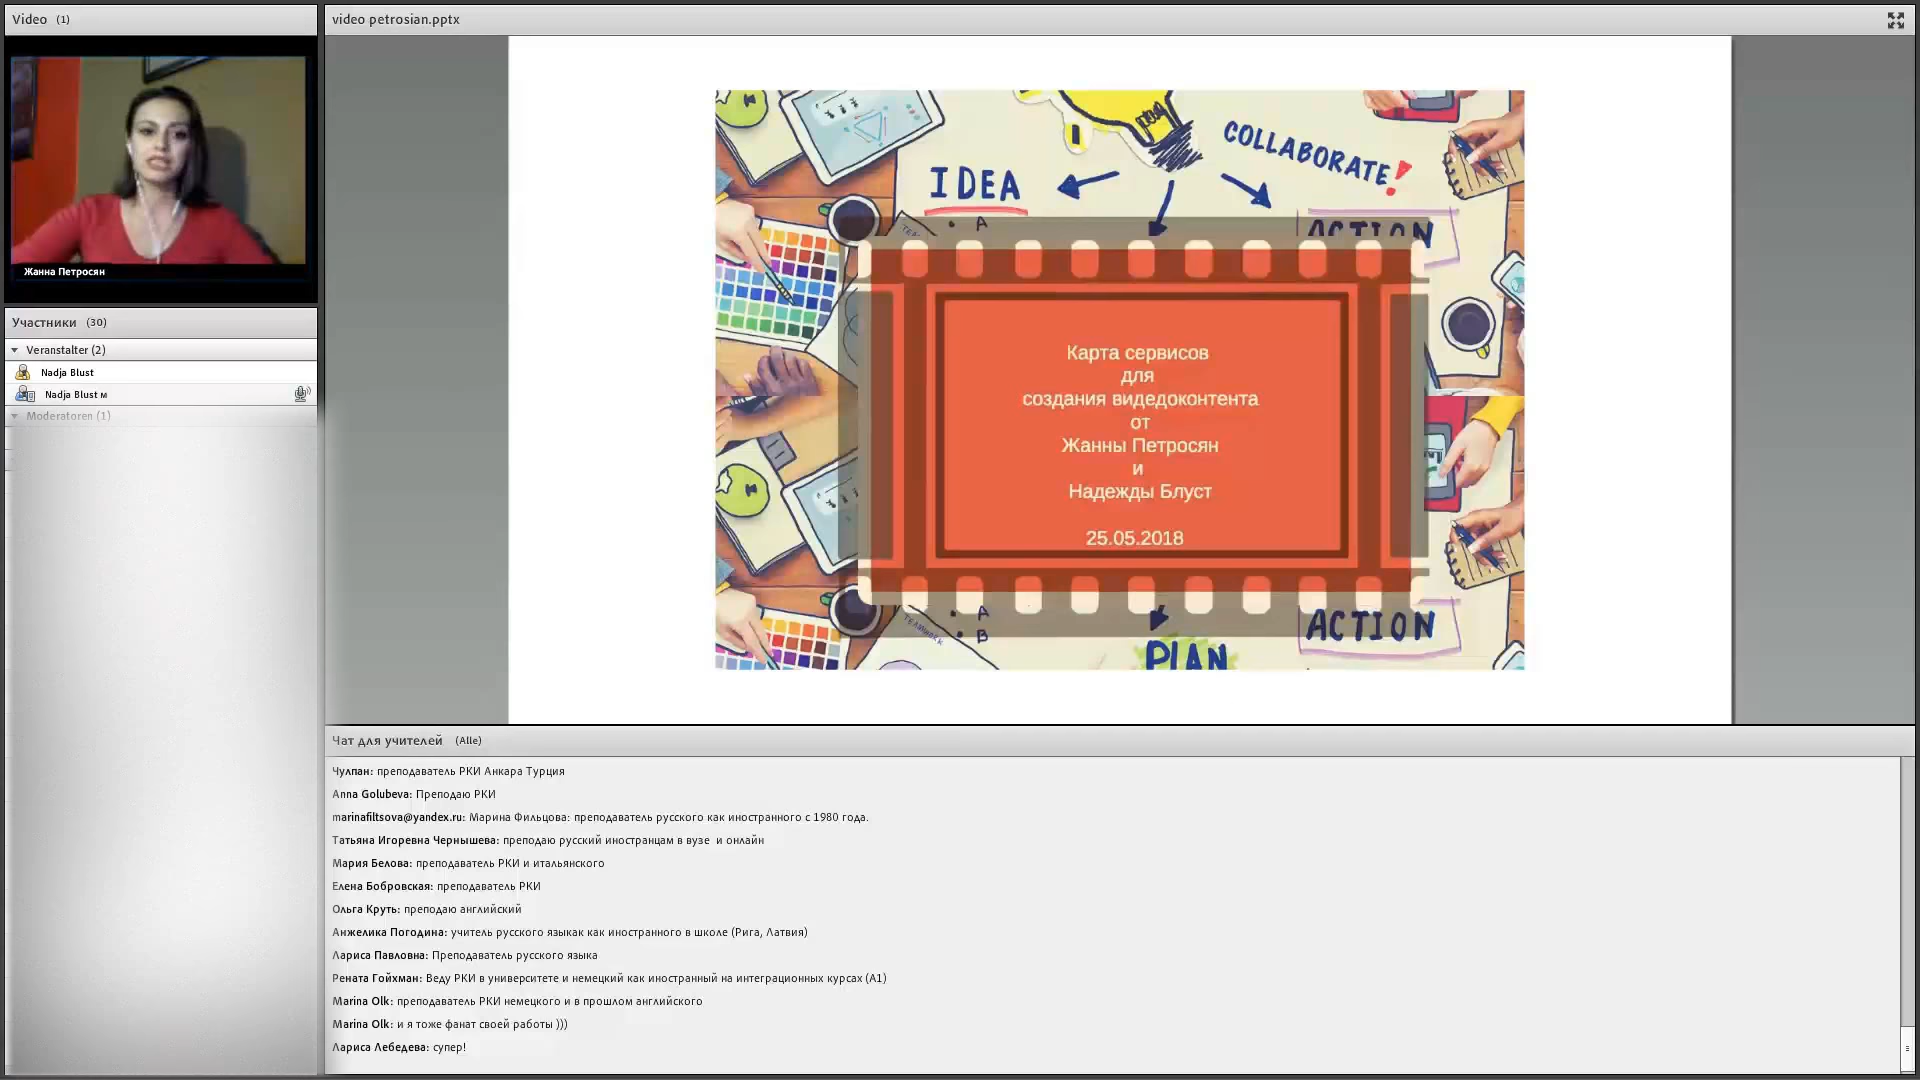 Video (1)
Жанна Петросян
Участники (30)
Veranstalter (2)
Nadja Blust
Nadja Blust м
Moderatoren (1)
video petrosian.pptx
IDEA
COLLABORATE!
A
ACTION
Карта сервисов
для
создания видедоконтента
от
Жанны Петросян
и
Надежды Блуст
25.05.2018
A
B
ACTION
PLAN
Чат для учителей (Alle)
Чулпан: преподаватель РКИ Анкара Турция
Anna Golubeva: Преподаю РКИ
marinafiltsova@yandex.ru: Марина Фильцова: преподаватель русского как иностранного с 1980 года.
Татьяна Игоревна Чернышева: преподаю русский иностранцам в вузе и онлайн
Мария Белова: преподаватель РКИ и итальянского
Елена Бобровская: преподаватель РКИ
Ольга Круть: преподаю английский
Анжелика Погодина: учитель русского языкак как иностранного в школе (Рига, Латвия)
Лариса Павловна: Преподаватель русского языка
Рената Гойхман: Веду РКИ в университете и немецкий как иностранный на интеграционных курсах (А1)
Marina Olk: преподаватель РКИ немецкого и в прошлом английского
Marina Olk: и я тоже фанат своей работы )))
Лариса Лебедева: супер!